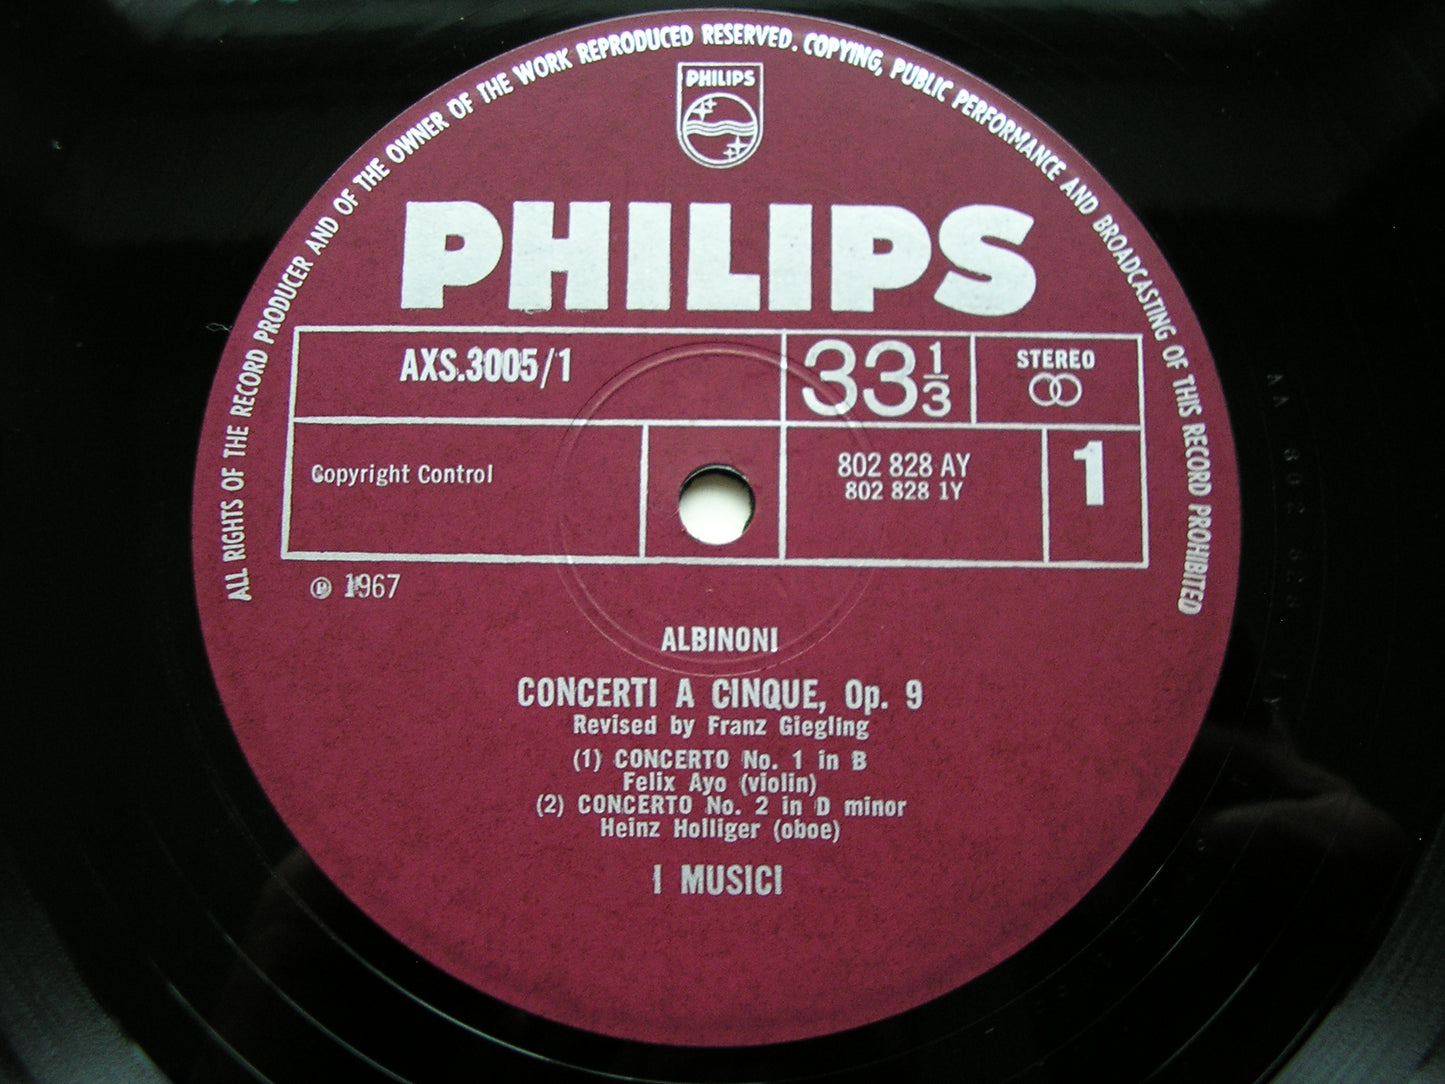 ALL RIGHTS OF THE RECORD PRODUCER AND OF THE OWNER OF THE WORK REPRODUCED RESERVED. COPYING, PUBLIC PERFORMANCE AND BROADCASTING OF THIS RECORD PROHIBITED
PHILIPS
PHILIPS
AXS.3005/1
33 1/3
STEREO
Copyright Control
802 828 AY
802 828 1Y
1
Ⓟ 1967
ALBINONI
CONCERTI A CINQUE, Op. 9
Revised by Franz Giegling
(1) CONCERTO No. 1 in B
Felix Ayo (violin)
(2) CONCERTO No. 2 in D minor
Heinz Holliger (oboe)
I MUSICI